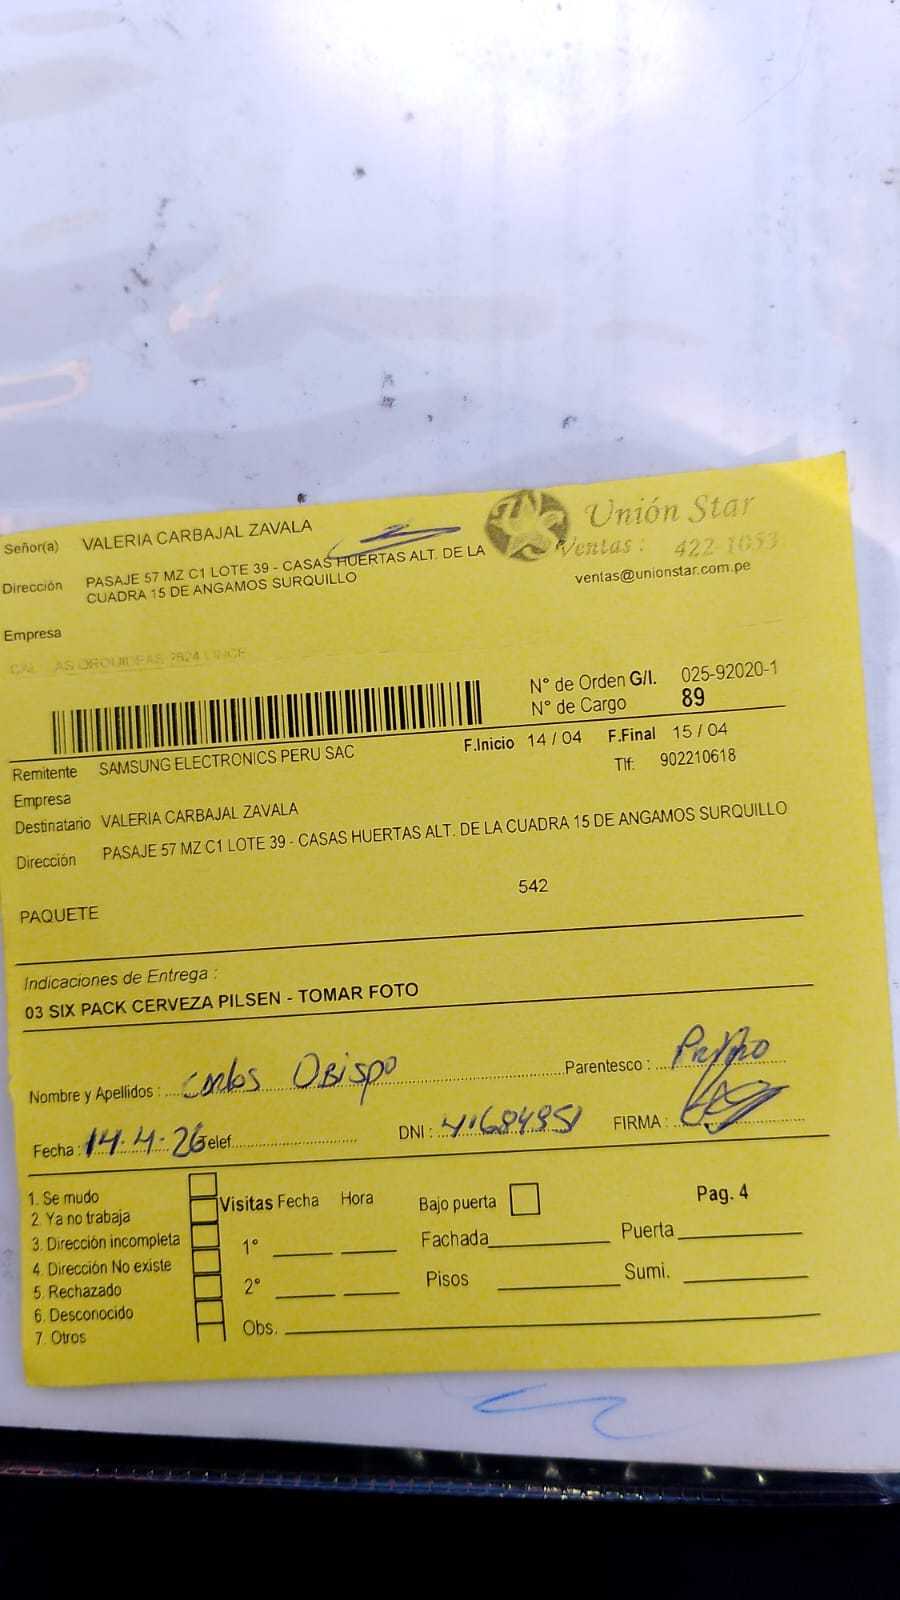 Unión Star
Ventas : 422-1053
ventas@unionstar.com.pe
Señor(a) VALERIA CARBAJAL ZAVALA
Dirección PASAJE 57 MZ C1 LOTE 39 - CASAS HUERTAS ALT. DE LA
CUADRA 15 DE ANGAMOS SURQUILLO
Empresa
N° de Orden G/I. 025-92020-1
N° de Cargo 89
F.Inicio 14 / 04 F.Final 15 / 04
Remitente SAMSUNG ELECTRONICS PERU SAC
Tlf: 902210618
Empresa
Destinatario VALERIA CARBAJAL ZAVALA
Dirección PASAJE 57 MZ C1 LOTE 39 - CASAS HUERTAS ALT. DE LA CUADRA 15 DE ANGAMOS SURQUILLO
542
PAQUETE
Indicaciones de Entrega :
03 SIX PACK CERVEZA PILSEN - TOMAR FOTO
Nombre y Apellidos : Carlos Obispo Parentesco :
Fecha : 14-4-26 Telef. DNI : FIRMA :
1. Se mudo
2. Ya no trabaja
3. Dirección incompleta
4. Dirección No existe
5. Rechazado
6. Desconocido
7. Otros
Visitas Fecha Hora Bajo puerta Pag. 4
1° Fachada Puerta
2° Pisos Sumi.
Obs.